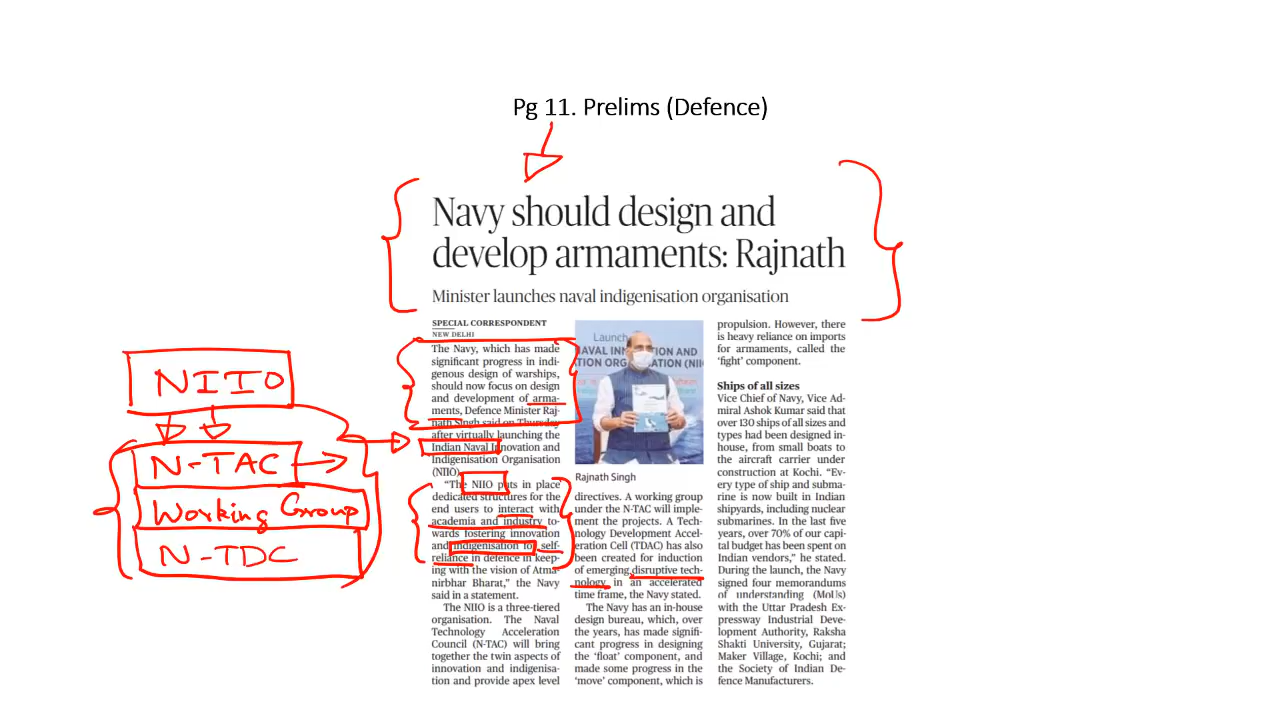 Pg 11. Prelims (Defence)
Navy should design and
develop armaments: Rajnath
Minister launches naval indigenisation organisation
SPECIAL CORRESPONDENT
NEW DELHI
The Navy, which has made
significant progress in indi-
genous design of warships,
should now focus on design
and development of arma-
ments, Defence Minister Raj-
nath Singh said on Thursday
after virtually launching the
Indian Naval Innovation and
Indigenisation Organisation
(NIIO).
"The NIIO puts in place
dedicated structures for the
end users to interact with
academia and industry to-
wards fostering innovation
and indigenisation for self-
reliance in defence in keep-
ing with the vision of Atma-
nirbhar Bharat," the Navy
said in a statement.
The NIIO is a three-tiered
organisation. The Naval
Technology Acceleration
Council (N-TAC) will bring
together the twin aspects of
innovation and indigenisa-
tion and provide apex level
Launch
NAVAL INN VATION AND
TION ORGANISATION (NII
Rajnath Singh
directives. A working group
under the N-TAC will imple-
ment the projects. A Tech-
nology Development Accel-
eration Cell (TDAC) has also
been created for induction
of emerging disruptive tech-
nology in an accelerated
time frame, the Navy stated.
The Navy has an in-house
design bureau, which, over
the years, has made signifi-
cant progress in designing
the 'float' component, and
made some progress in the
'move' component, which is
propulsion. However, there
is heavy reliance on imports
for armaments, called the
'fight' component.
Ships of all sizes
Vice Chief of Navy, Vice Ad-
miral Ashok Kumar said that
over 130 ships of all sizes and
types had been designed in-
house, from small boats to
the aircraft carrier under
construction at Kochi. "Ev-
ery type of ship and subma-
rine is now built in Indian
shipyards, including nuclear
submarines. In the last five
years, over 70% of our capi-
tal budget has been spent on
Indian vendors," he stated.
During the launch, the Navy
signed four memorandums
of understanding (MoUs)
with the Uttar Pradesh Ex-
pressway Industrial Deve-
lopment Authority, Raksha
Shakti University, Gujarat;
Maker Village, Kochi; and
the Society of Indian De-
fence Manufacturers.
NIIO
N-TAC
Working Group
N-TDC